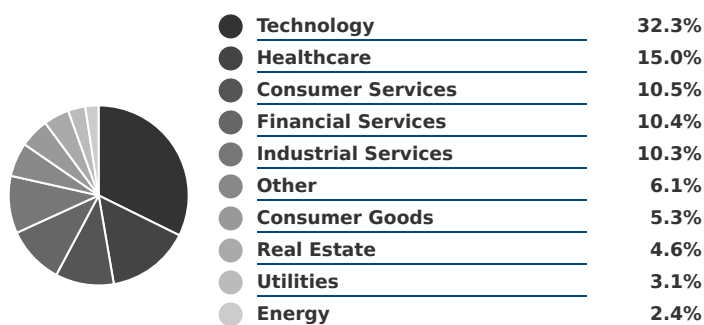 Technology 32.3%
Healthcare 15.0%
Consumer Services 10.5%
Financial Services 10.4%
Industrial Services 10.3%
Other 6.1%
Consumer Goods 5.3%
Real Estate 4.6%
Utilities 3.1%
Energy 2.4%